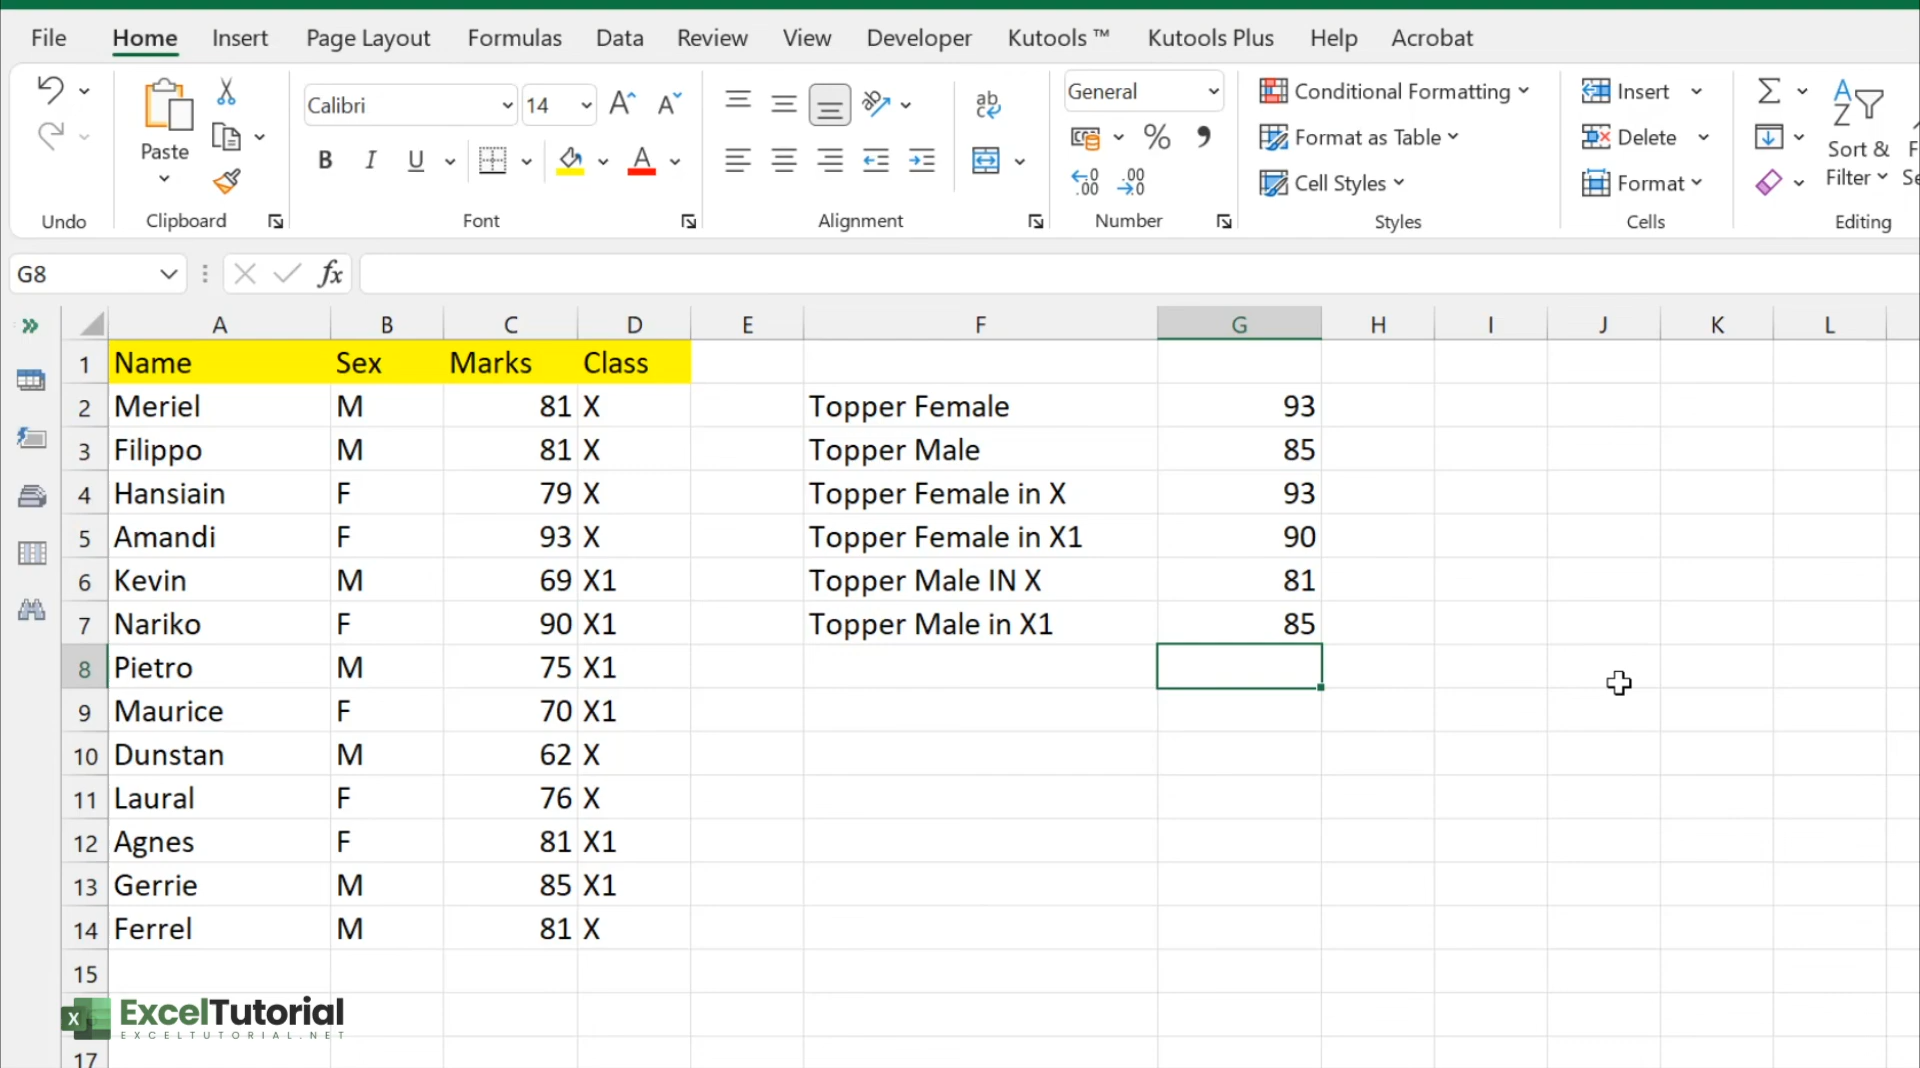 File Home Insert Page Layout Formulas Data Review View Developer Kutools ™ Kutools Plus Help Acrobat
Calibri 14 General Conditional Formatting Insert
Format as Table Delete
Paste Sort &
B I U A Cell Styles Format Filter
Undo Clipboard Font Alignment Number Styles Cells Editing
G8 fx
A B C D E F G H I J K L
1 Name Sex Marks Class
2 Meriel M 81 X Topper Female 93
3 Filippo M 81 X Topper Male 85
4 Hansiain F 79 X Topper Female in X 93
5 Amandi F 93 X Topper Female in X1 90
6 Kevin M 69 X1 Topper Male IN X 81
7 Nariko F 90 X1 Topper Male in X1 85
8 Pietro M 75 X1
9 Maurice F 70 X1
10 Dunstan M 62 X
11 Laural F 76 X
12 Agnes F 81 X1
13 Gerrie M 85 X1
14 Ferrel M 81 X
15
X ExcelTutorial
EXCELTUTORIAL.NET
17